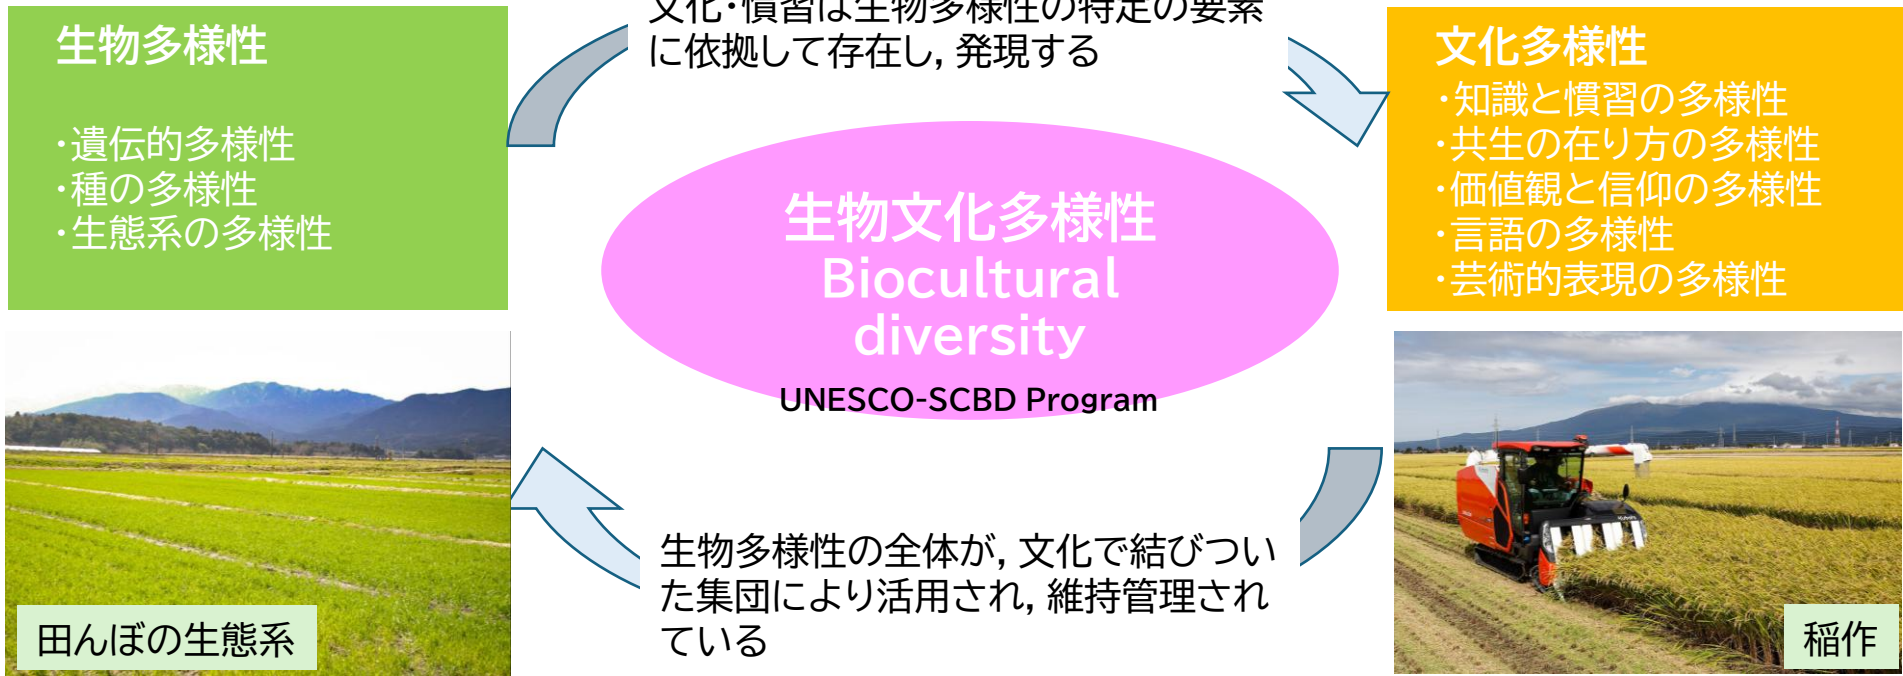 生物多様性
・遺伝的多様性
・種の多様性
・生態系の多様性
文化・慣習は生物多様性の特定の要素
に依拠して存在し, 発現する
文化多様性
・知識と慣習の多様性
・共生の在り方の多様性
・価値観と信仰の多様性
・言語の多様性
・芸術的表現の多様性
生物文化多様性
Biocultural
diversity
UNESCO-SCBD Program
生物多様性の全体が, 文化で結びつい
た集団により活用され, 維持管理され
ている
田んぼの生態系
稲作